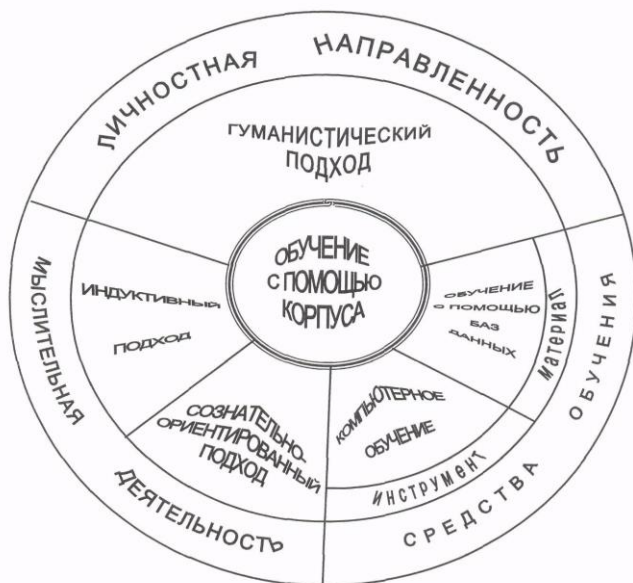 ЛИЧНОСТНАЯ НАПРАВЛЕННОСТЬ
ГУМАНИСТИЧЕСКИЙ
ПОДХОД
ОБУЧЕНИЕ
С ПОМОЩЬЮ
КОРПУСА
ИНДУКТИВНЫЙ
ПОДХОД
СОЗНАТЕЛЬНО-
ОРИЕНТИРОВАННЫЙ
ПОДХОД
МЫСЛИТЕЛЬНАЯ ДЕЯТЕЛЬНОСТЬ
КОМПЬЮТЕРНОЕ
ОБУЧЕНИЕ
инструмент
ОБУЧЕНИЕ
С ПОМОЩЬЮ
БАЗ
ДАННЫХ
материал
СРЕДСТВА ОБУЧЕНИЯ